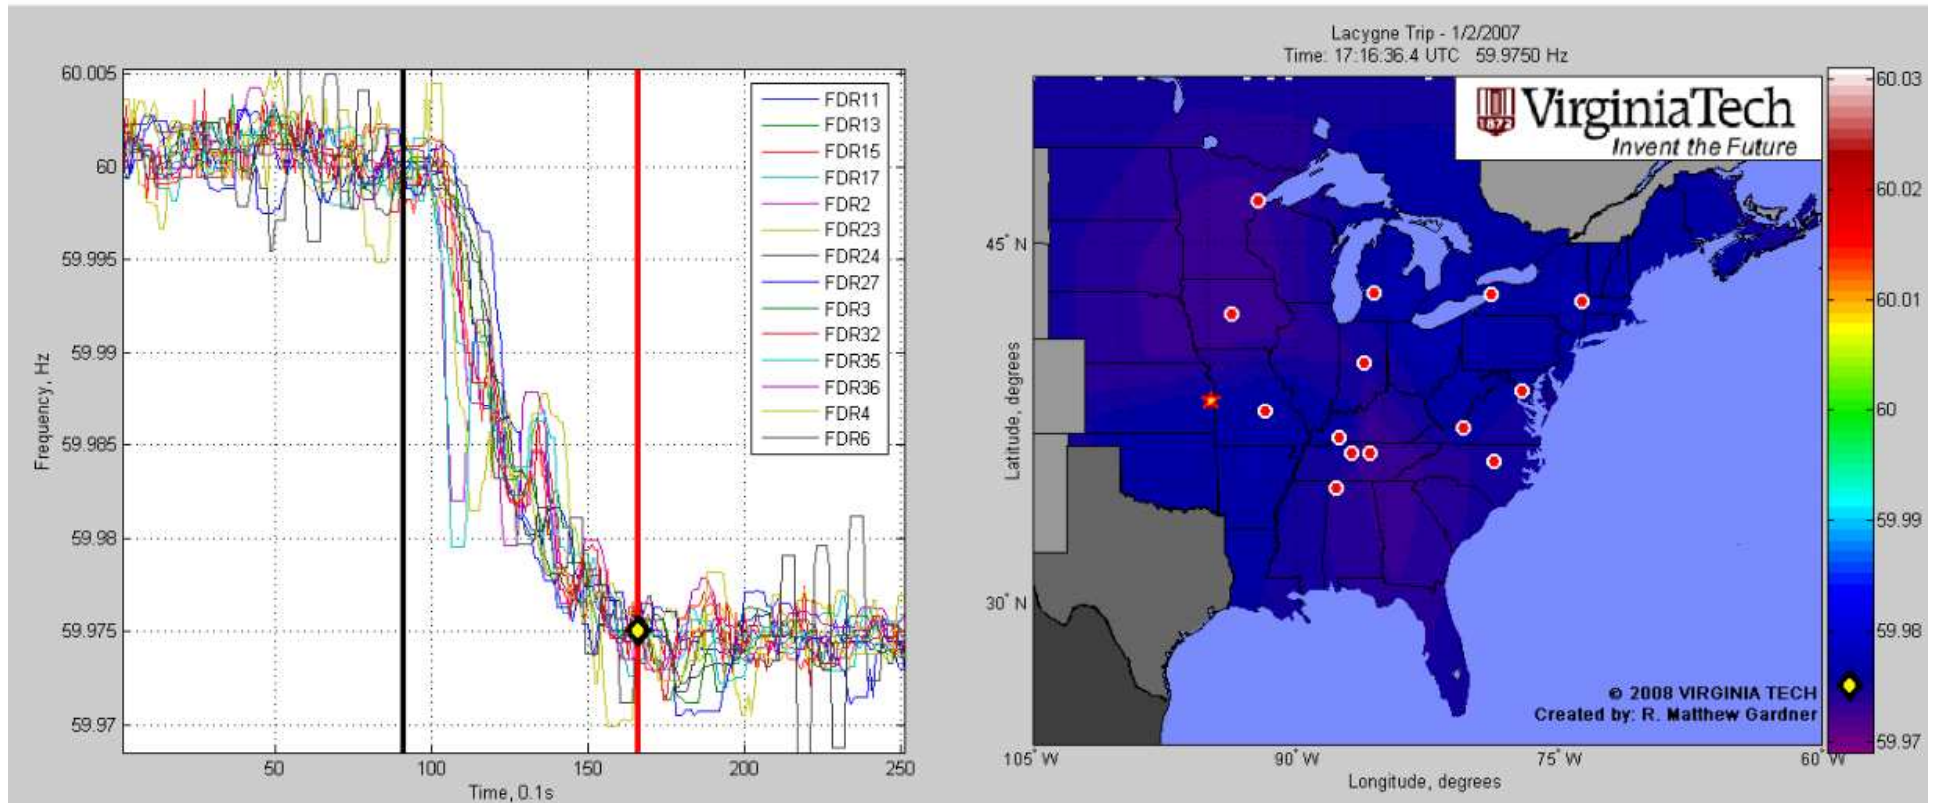 60.005
60
59.995
59.99
59.985
59.98
59.975
59.97
Frequency, Hz
50
100
150
200
250
Time, 0.1s
FDR11
FDR13
FDR15
FDR17
FDR2
FDR23
FDR24
FDR27
FDR3
FDR32
FDR35
FDR36
FDR4
FDR6
Lacygne Trip - 1/2/2007
Time: 17:16:36.4 UTC 59.9750 Hz
1872
VirginiaTech
Invent the Future
45° N
30° N
Latitude, degrees
105° W
90° W
75° W
60° W
Longitude, degrees
© 2008 VIRGINIA TECH
Created by: R. Matthew Gardner
60.03
60.02
60.01
60
59.99
59.98
59.97